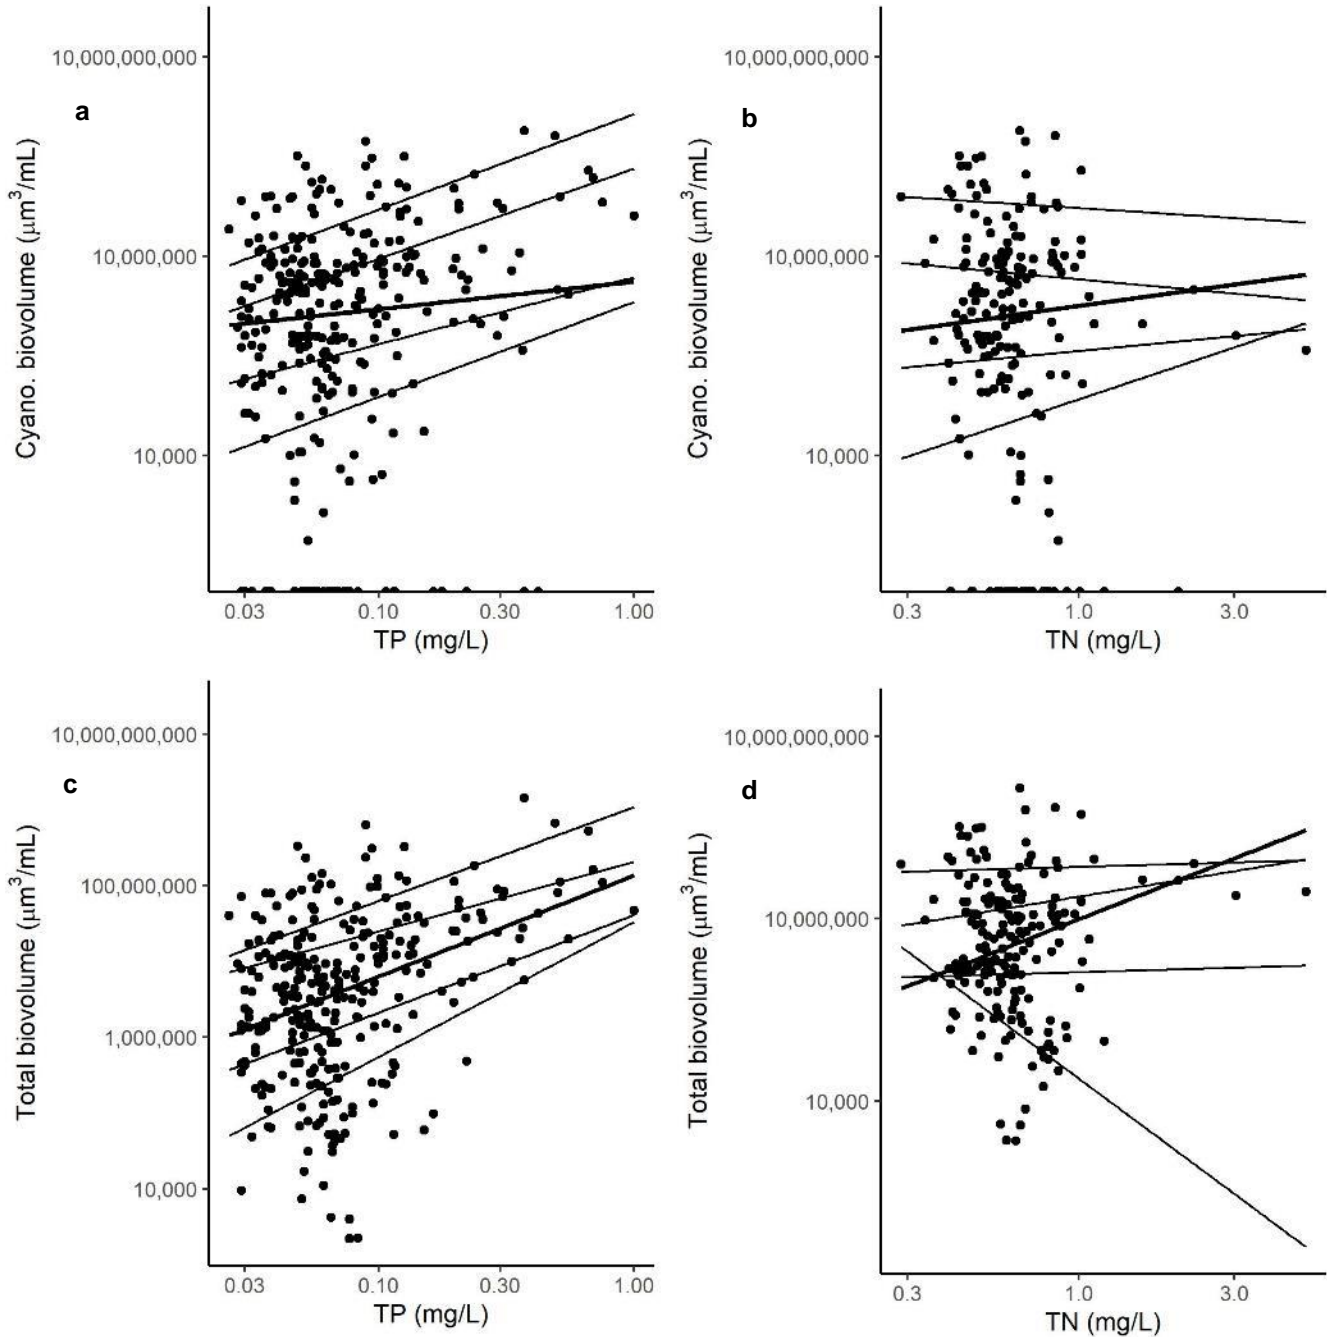 a
10,000,000,000
10,000,000
10,000
Cyano. biovolume (μm³/mL)
0.03 0.10 0.30 1.00
TP (mg/L)
b
10,000,000,000
10,000,000
10,000
Cyano. biovolume (μm³/mL)
0.3 1.0 3.0
TN (mg/L)
c
10,000,000,000
100,000,000
1,000,000
10,000
Total biovolume (μm³/mL)
0.03 0.10 0.30 1.00
TP (mg/L)
d
10,000,000,000
10,000,000
10,000
Total biovolume (μm³/mL)
0.3 1.0 3.0
TN (mg/L)